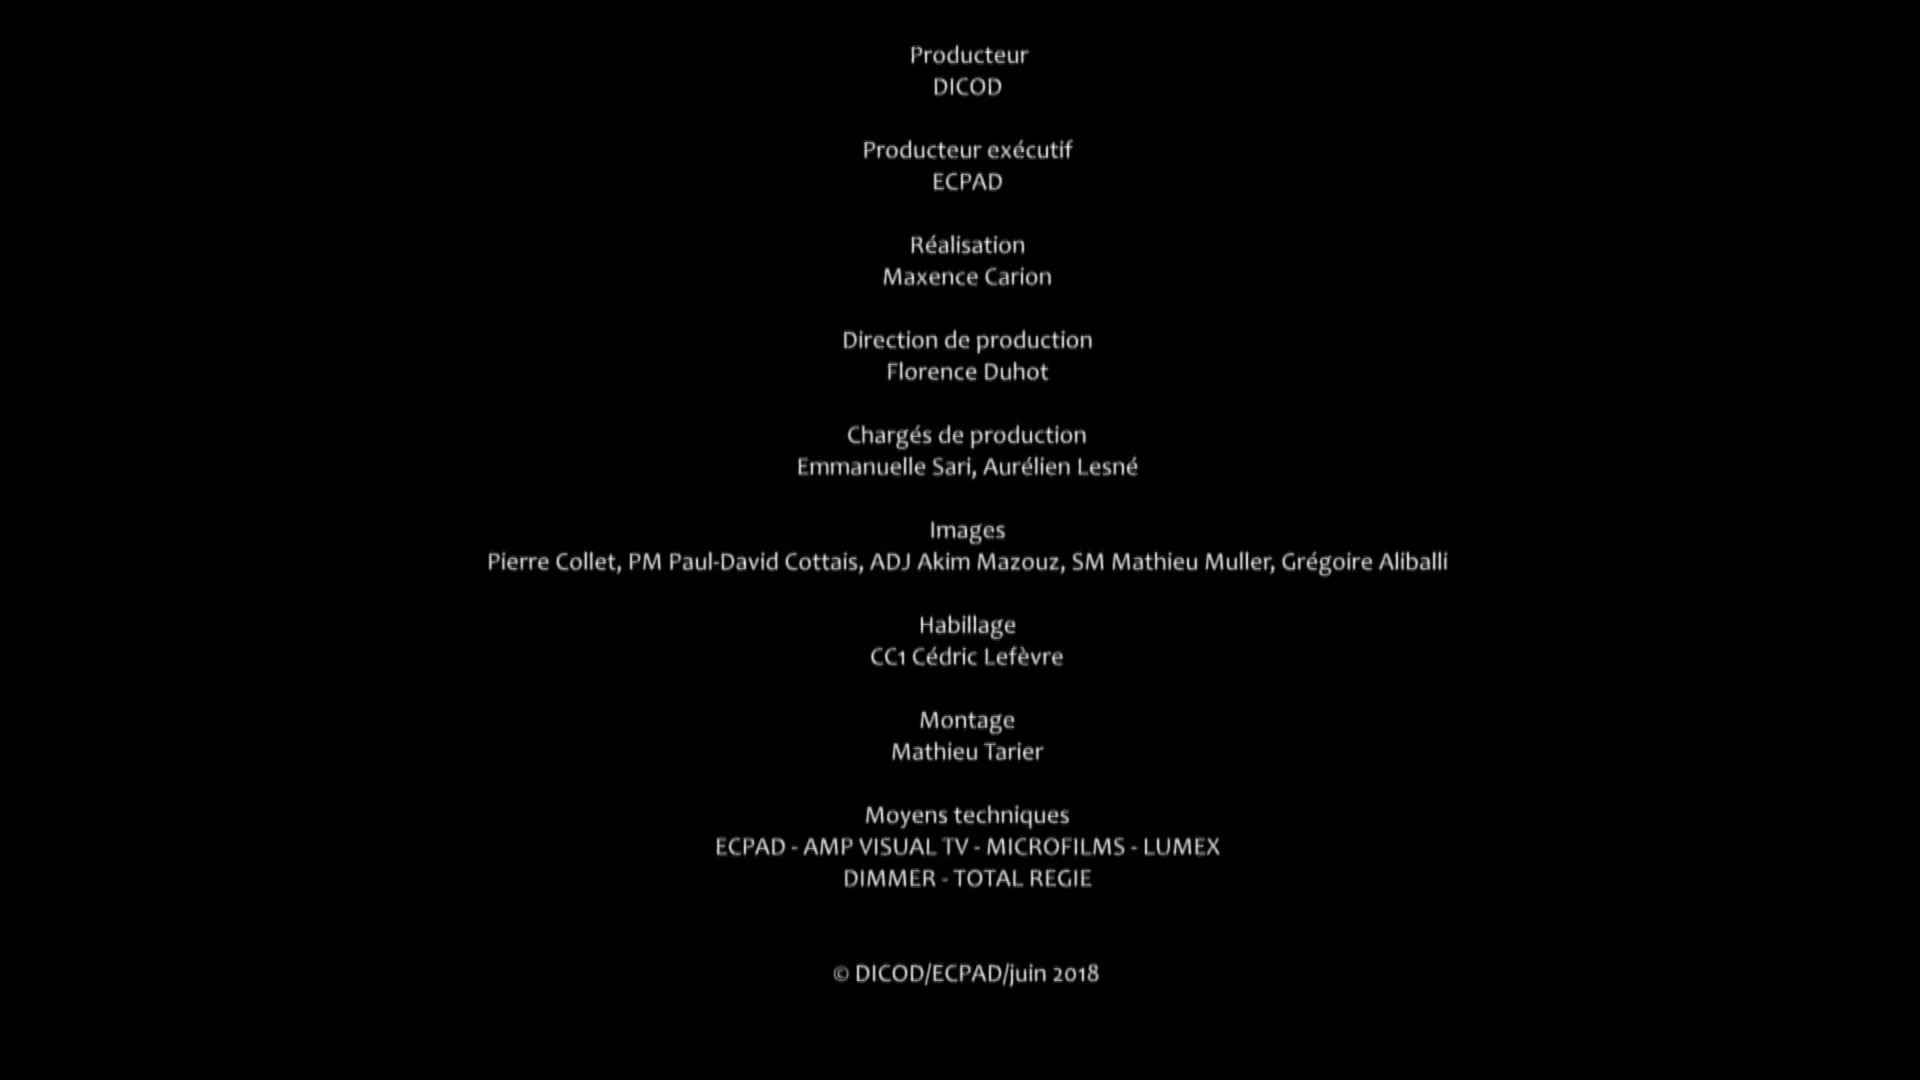 Producteur
DICOD
Producteur exécutif
ECPAD
Réalisation
Maxence Carion
Direction de production
Florence Duhot
Chargés de production
Emmanuelle Sari, Aurélien Lesné
Images
Pierre Collet, PM Paul-David Cottais, ADJ Akim Mazouz, SM Mathieu Muller, Grégoire Aliballi
Habillage
CC1 Cédric Lefèvre
Montage
Mathieu Tarier
Moyens techniques
ECPAD - AMP VISUAL TV - MICROFILMS - LUMEX
DIMMER - TOTAL REGIE
© DICOD/ECPAD/juin 2018